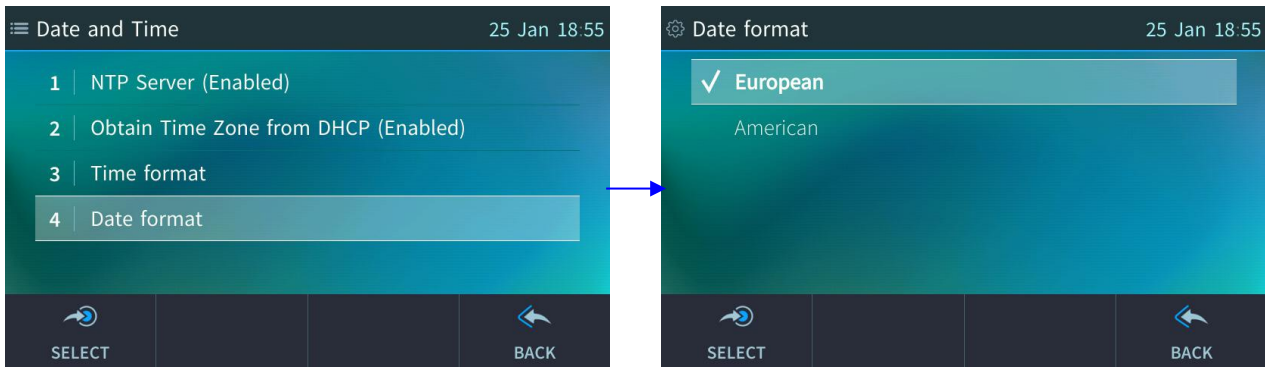 Date and Time 25 Jan 18:55
1 NTP Server (Enabled)
2 Obtain Time Zone from DHCP (Enabled)
3 Time format
4 Date format
SELECT BACK
Date format 25 Jan 18:55
European
American
SELECT BACK